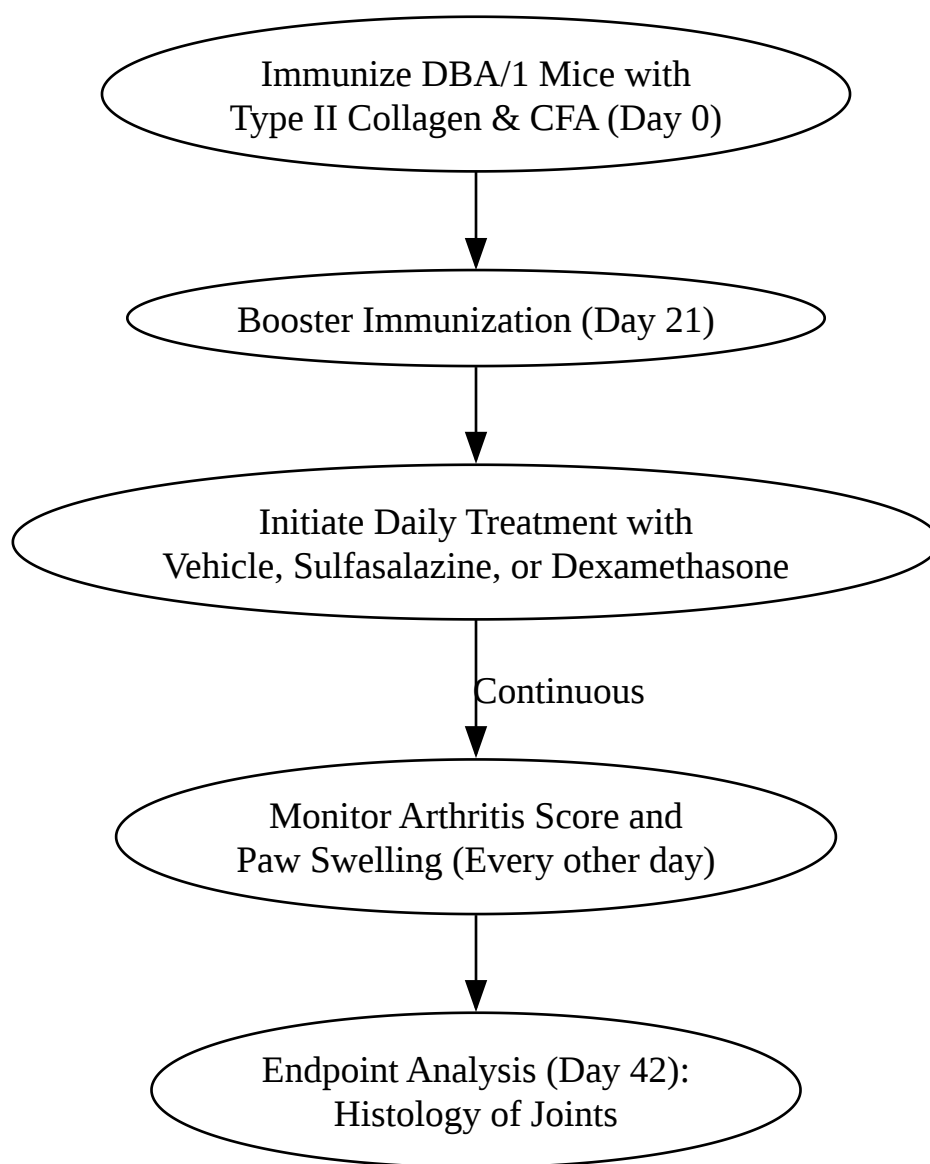 Immunize DBA/1 Mice with
Type II Collagen & CFA (Day 0)
Booster Immunization (Day 21)
Initiate Daily Treatment with
Vehicle, Sulfasalazine, or Dexamethasone
Continuous
Monitor Arthritis Score and
Paw Swelling (Every other day)
Endpoint Analysis (Day 42):
Histology of Joints